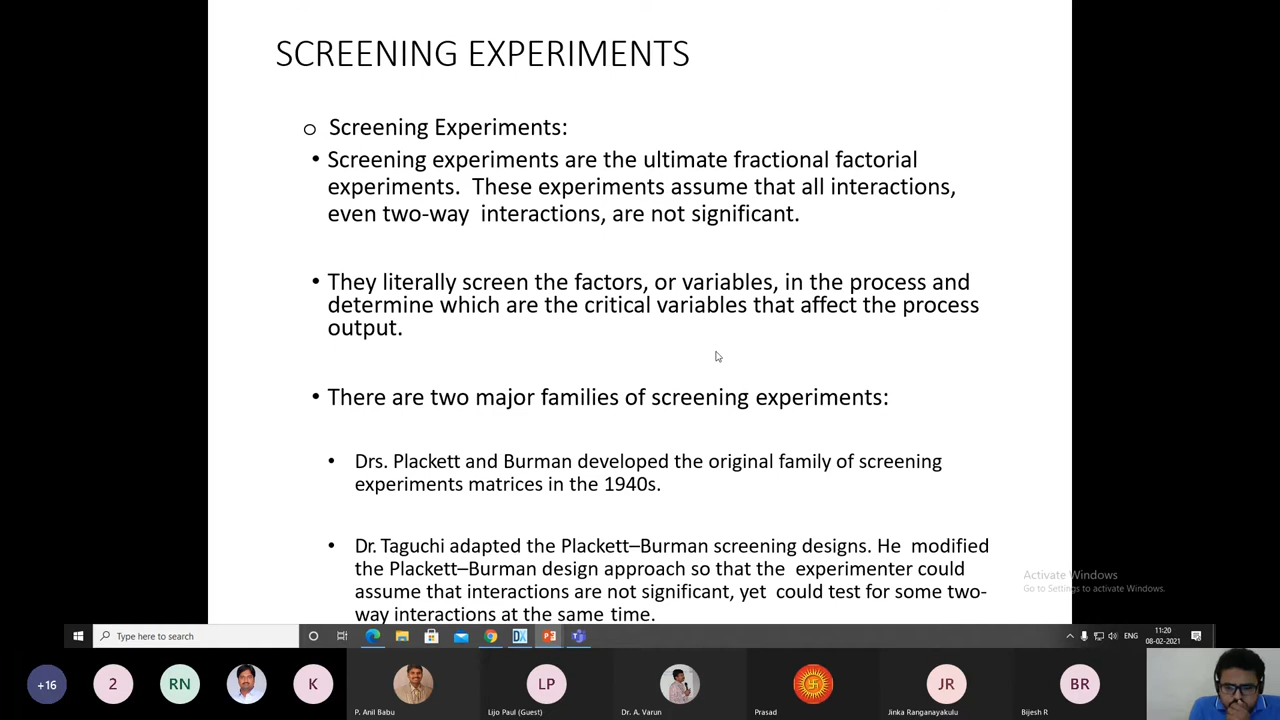 SCREENING EXPERIMENTS
o Screening Experiments:
• Screening experiments are the ultimate fractional factorial
experiments. These experiments assume that all interactions,
even two-way interactions, are not significant.
• They literally screen the factors, or variables, in the process and
determine which are the critical variables that affect the process
output.
• There are two major families of screening experiments:
• Drs. Plackett and Burman developed the original family of screening
experiments matrices in the 1940s.
• Dr. Taguchi adapted the Plackett–Burman screening designs. He modified
the Plackett–Burman design approach so that the experimenter could
assume that interactions are not significant, yet could test for some two-
way interactions at the same time.
Activate Windows
Go to Settings to activate Windows.
Type here to search
ENG
11:20
08-02-2021
+16
2
RN
K
LP
JR
BR
P. Anil Babu
Lijo Paul (Guest)
Dr. A. Varun
Prasad
Jinka Ranganayakulu
Bijesh R